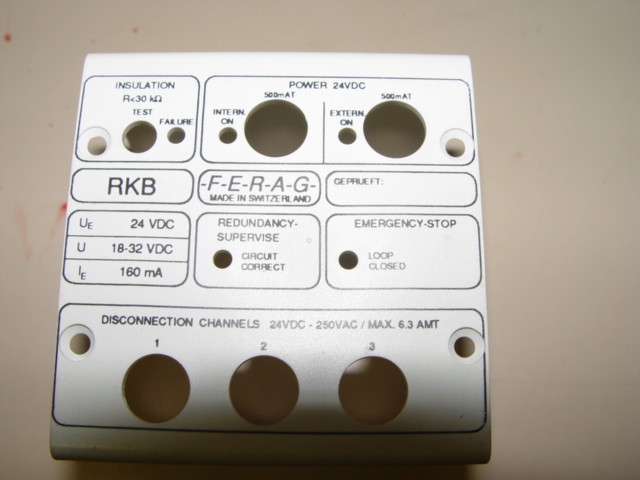 INSULATION
R<30 kΩ
TEST
FAILURE
POWER 24VDC
500mAT
500mAT
INTERN.
ON
EXTERN.
ON
RKB
-F-E-R-A-G-
MADE IN SWITZERLAND
GEPRUEFT:
UE 24 VDC
U 18-32 VDC
IE 160 mA
REDUNDANCY-
SUPERVISE
CIRCUIT
CORRECT
EMERGENCY-STOP
LOOP
CLOSED
DISCONNECTION CHANNELS 24VDC - 250VAC / MAX. 6.3 AMT
1 2 3